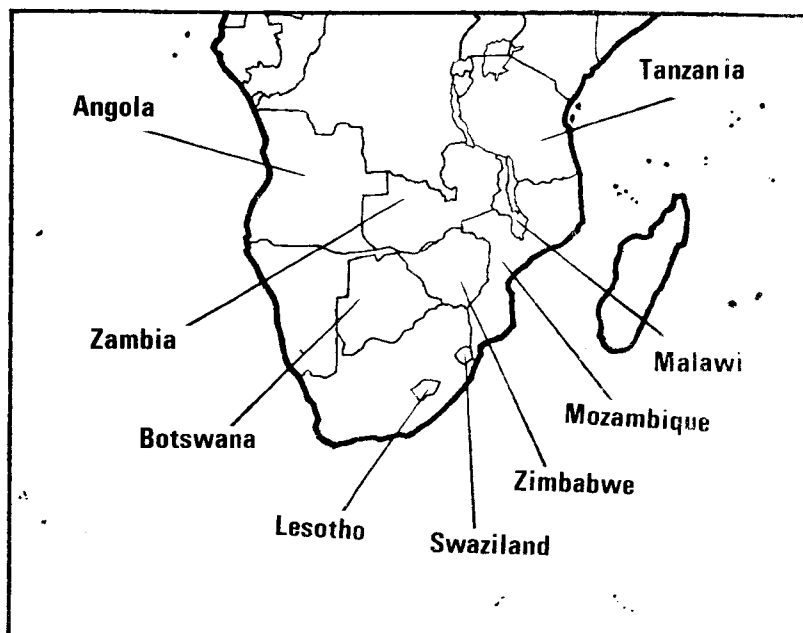 Tanzania
Angola
Zambia
Malawi
Mozambique
Botswana
Zimbabwe
Lesotho
Swaziland